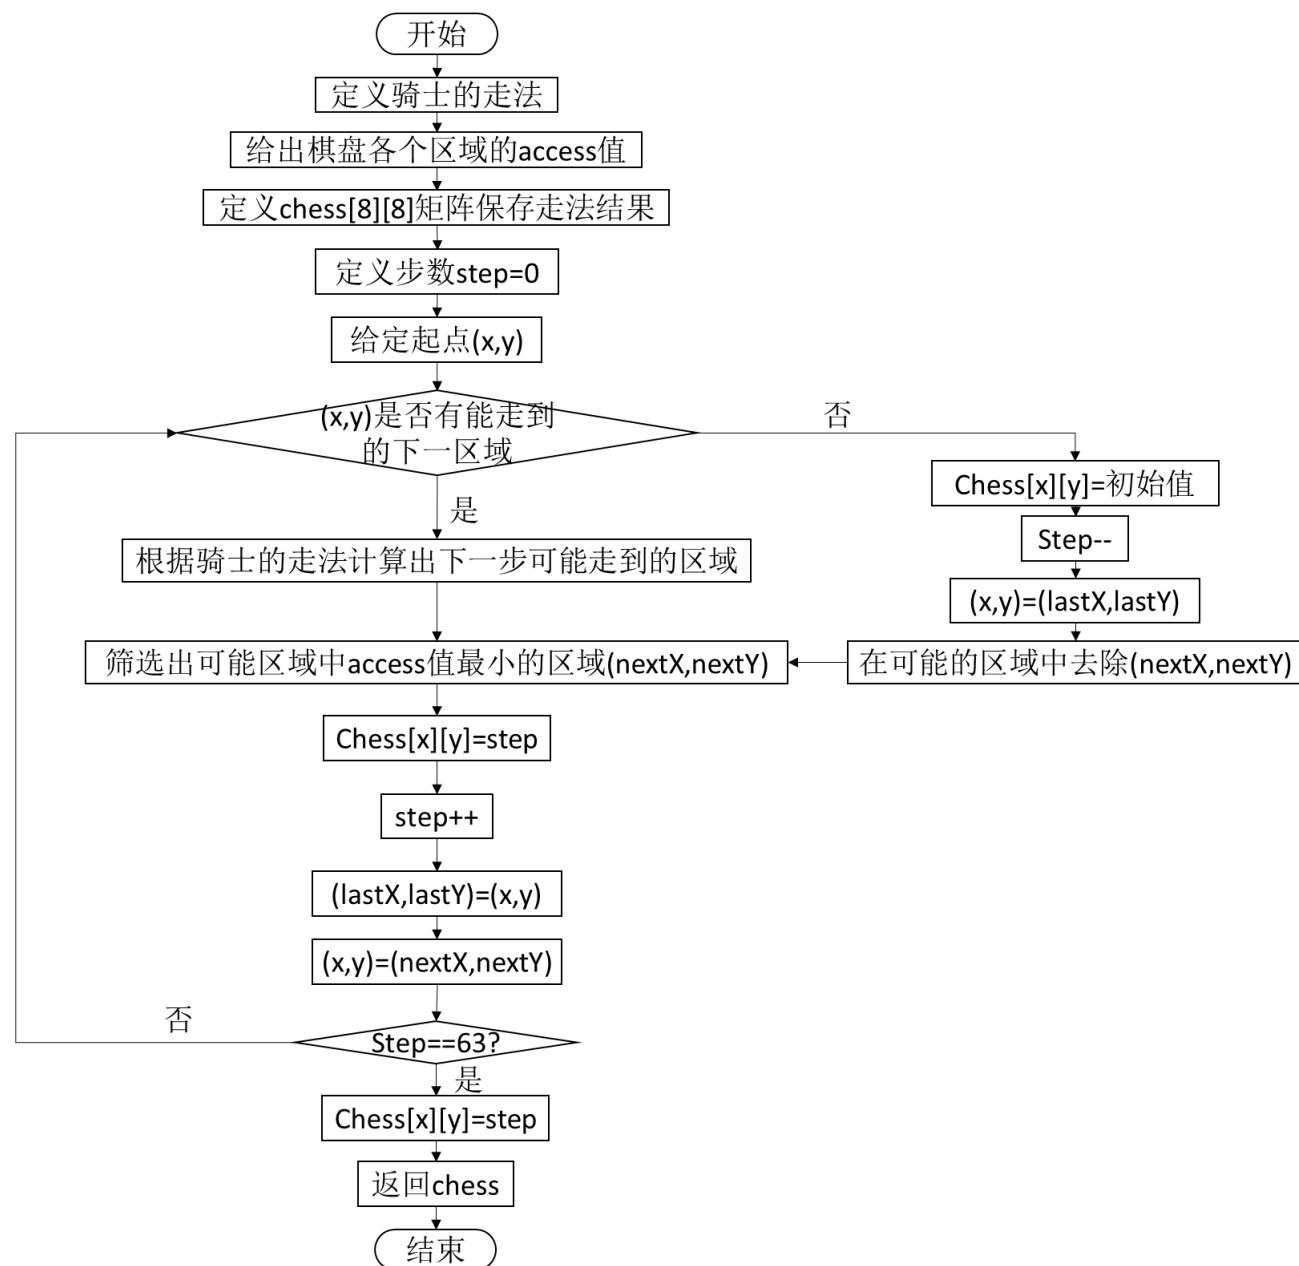 开始
定义骑士的走法
给出棋盘各个区域的access值
定义chess[8][8]矩阵保存走法结果
定义步数step=0
给定起点(x,y)
(x,y)是否有能走到
的下一区域
否
Chess[x][y]=初始值
是
Step--
根据骑士的走法计算出下一步可能走到的区域
(x,y)=(lastX,lastY)
筛选出可能区域中access值最小的区域(nextX,nextY)
在可能的区域中去除(nextX,nextY)
Chess[x][y]=step
step++
(lastX,lastY)=(x,y)
(x,y)=(nextX,nextY)
否
Step==63?
是
Chess[x][y]=step
返回chess
结束